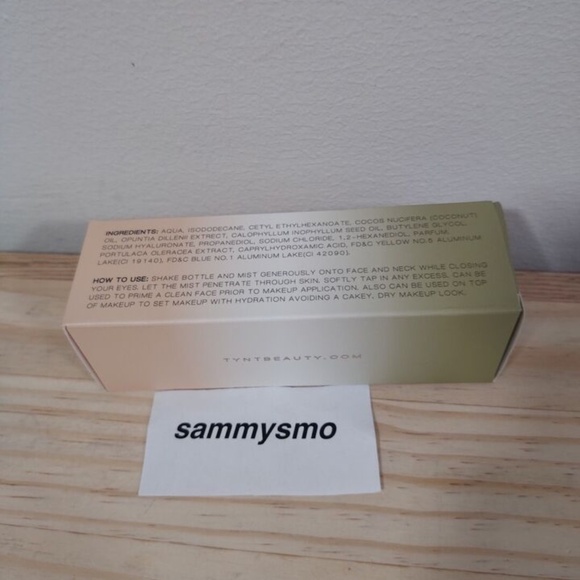 INGREDIENTS: AQUA, ISODODECANE, CETYL ETHYLHEXANOATE, COCOS NUCIFERA (COCONUT)
OIL, OPUNTIA DILLENII EXTRECT, CALOPHYLLUM INOPHYLLUM SEED OIL, BUTYLENE GLYCOL
SODIUM HYALURONATE, PROPANEDIOL, SODIUM CHLORIDE, 1,2-HEXANEDIOL, PARFUM,
PORTULACA OLERACEA EXTRACT, CAPRYLHYDROXAMIC ACID, FD&C YELLOW NO.5 ALUMINUM
LAKE(CI 19140), FD&C BLUE NO.1 ALUMINUM LAKE(CI 42090).
HOW TO USE: SHAKE BOTTLE AND MIST GENEROUSLY ONTO FACE AND NECK WHILE CLOSING
YOUR EYES. LET THE MIST PENETRATE THROUGH SKIN. SOFTLY TAP IN ANY EXCESS. CAN BE
USED TO PRIME A CLEAN FACE PRIOR TO MAKEUP APPLICATION. ALSO CAN BE USED ON TOP
OF MAKEUP TO SET MAKEUP WITH HYDRATION AVOIDING A CAKEY, DRY MAKEUP LOOK.
TYNTBEAUTY.COM
sammysmo